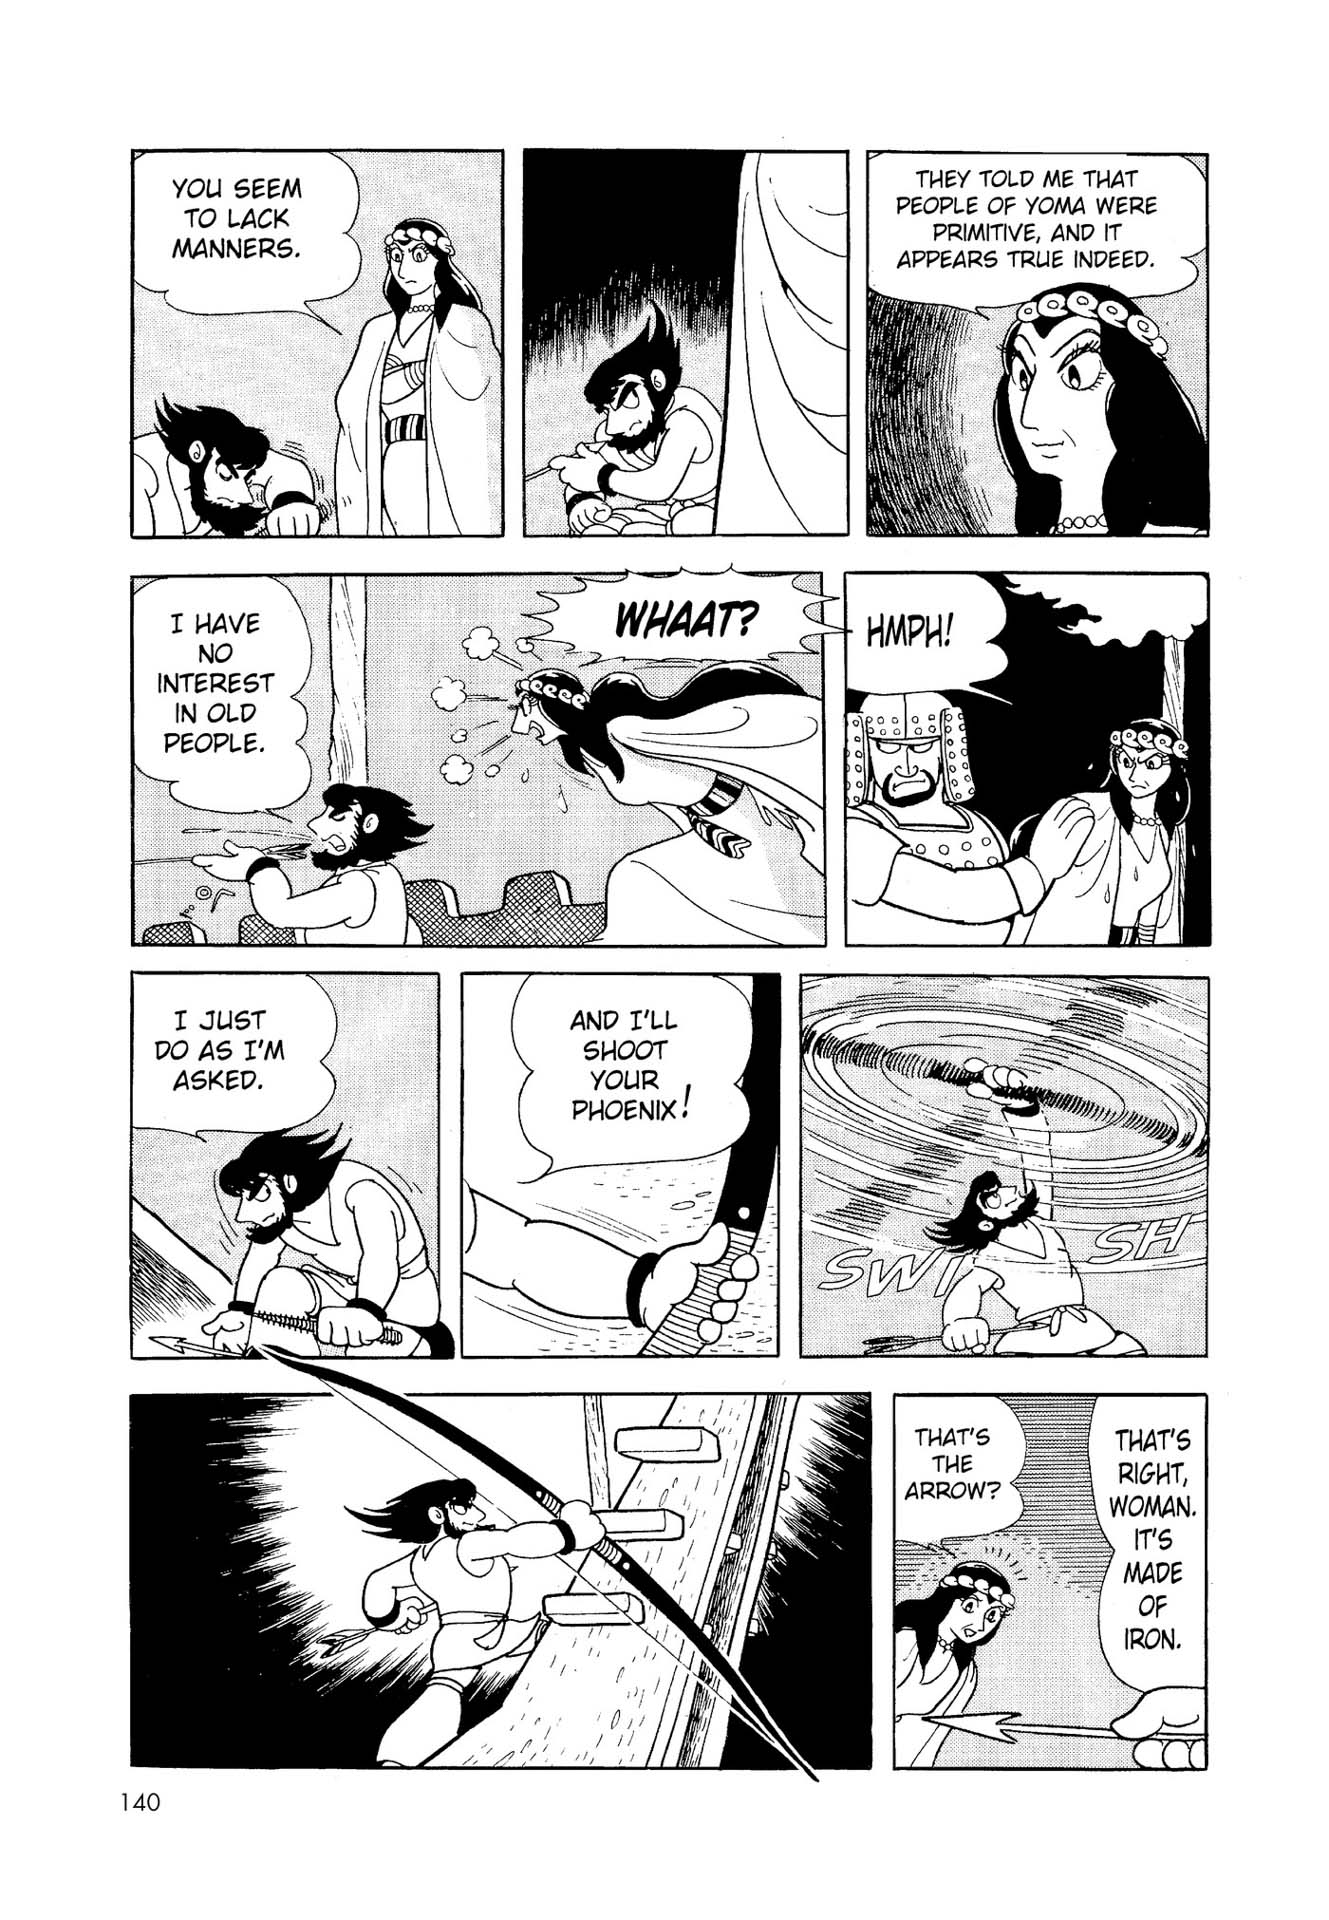 YOU SEEM
TO LACK
MANNERS.
THEY TOLD ME THAT
PEOPLE OF YOMA WERE
PRIMITIVE, AND IT
APPEARS TRUE INDEED.
I HAVE
NO
INTEREST
IN OLD
PEOPLE.
WHAAT?
HMPH!
I JUST
DO AS I'M
ASKED.
AND I'LL
SHOOT
YOUR
PHOENIX!
SWISH
THAT'S
THE
ARROW?
THAT'S
RIGHT,
WOMAN.
IT'S
MADE
OF
IRON.
140